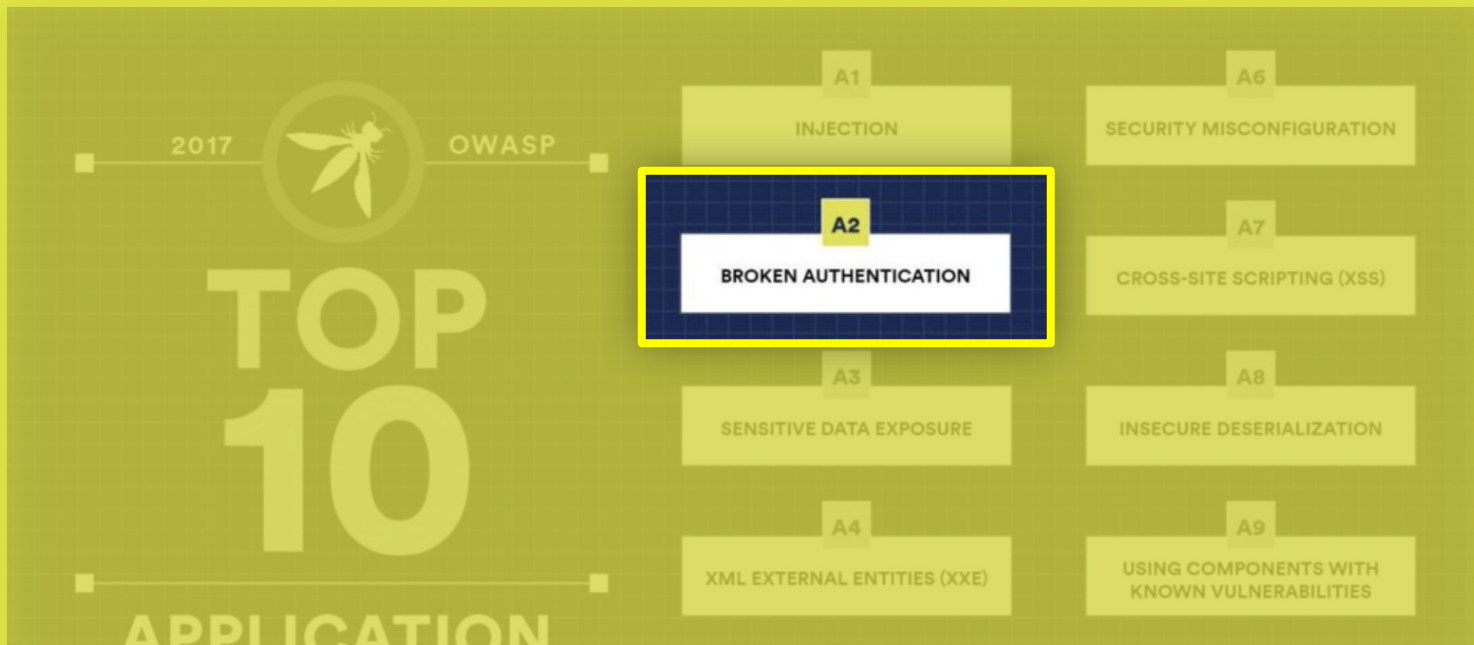 2017 OWASP
TOP
10
APPLICATION
A1
INJECTION
A2
BROKEN AUTHENTICATION
A3
SENSITIVE DATA EXPOSURE
A4
XML EXTERNAL ENTITIES (XXE)
A6
SECURITY MISCONFIGURATION
A7
CROSS-SITE SCRIPTING (XSS)
A8
INSECURE DESERIALIZATION
A9
USING COMPONENTS WITH
KNOWN VULNERABILITIES